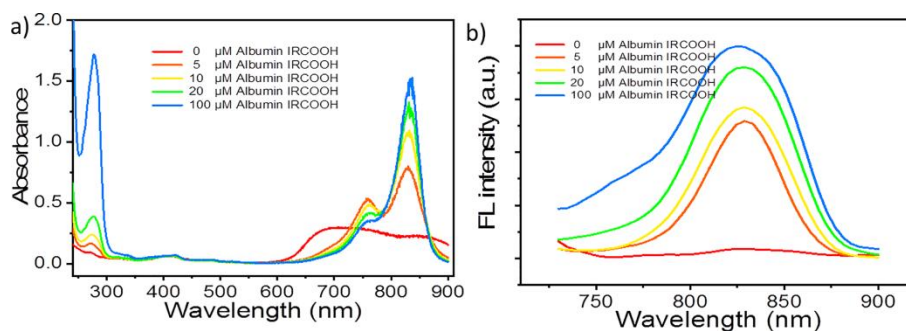 a)
2.0
1.5
1.0
0.5
0.0
Absorbance
0 µM Albumin IRCOOH
5 µM Albumin IRCOOH
10 µM Albumin IRCOOH
20 µM Albumin IRCOOH
100 µM Albumin IRCOOH
300 400 500 600 700 800 900
Wavelength (nm)
b)
FL intensity (a.u.)
0 µM Albumin IRCOOH
5 µM Albumin IRCOOH
10 µM Albumin IRCOOH
20 µM Albumin IRCOOH
100 µM Albumin IRCOOH
750 800 850 900
Wavelength (nm)